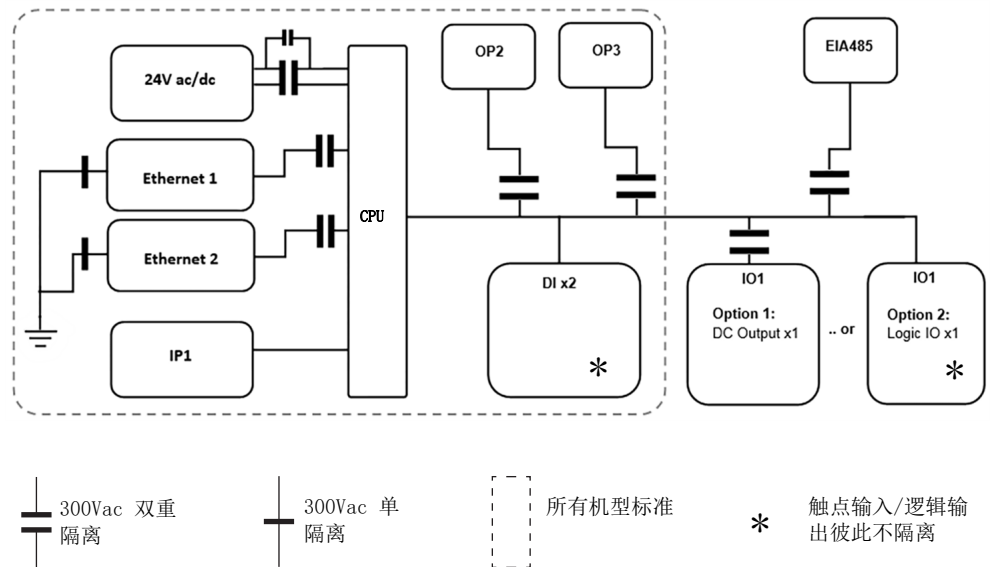 24V ac/dc
Ethernet 1
Ethernet 2
IP1
CPU
OP2
OP3
EIA485
DI x2
*
IO1
Option 1:
DC Output x1
.. or
IO1
Option 2:
Logic IO x1
*
300Vac 双重
隔离
300Vac 单
隔离
所有机型标准
*
触点输入/逻辑输
出彼此不隔离